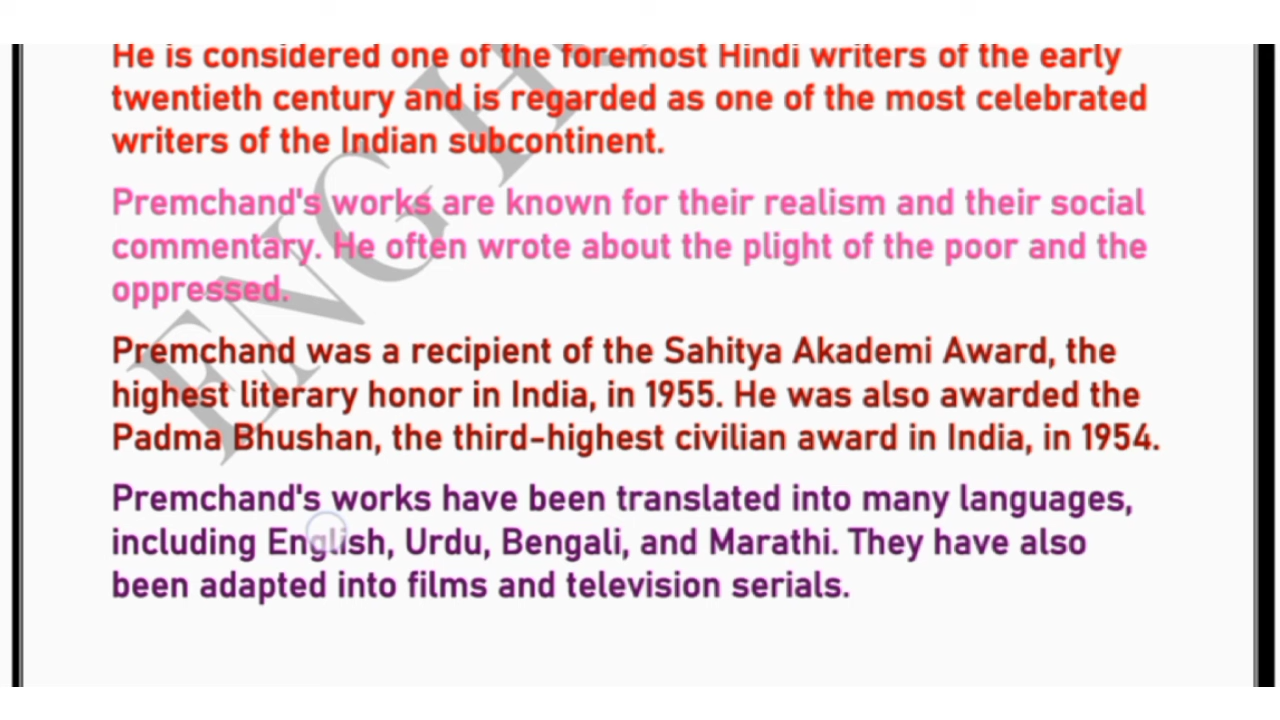 He is considered one of the foremost Hindi writers of the early
twentieth century and is regarded as one of the most celebrated
writers of the Indian subcontinent.
Premchand's works are known for their realism and their social
commentary. He often wrote about the plight of the poor and the
oppressed.
Premchand was a recipient of the Sahitya Akademi Award, the
highest literary honor in India, in 1955. He was also awarded the
Padma Bhushan, the third-highest civilian award in India, in 1954.
Premchand's works have been translated into many languages,
including English, Urdu, Bengali, and Marathi. They have also
been adapted into films and television serials.
ENG H